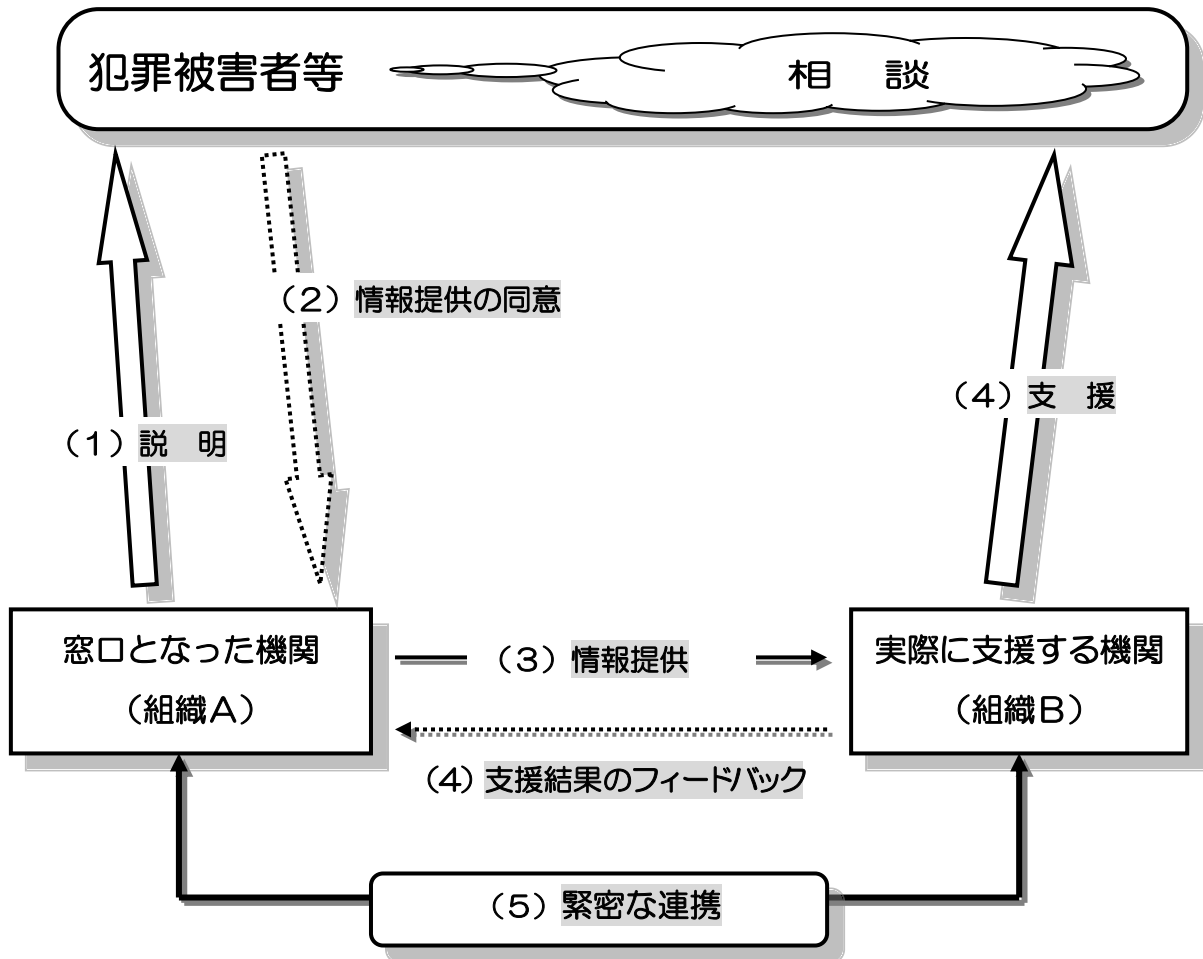 犯罪被害者等
相　談
（２）情報提供の同意
（４）支　援
（１）説　明
窓口となった機関
（組織Ａ）
（３）情報提供
実際に支援する機関
（組織Ｂ）
（４）支援結果のフィードバック
（５）緊密な連携